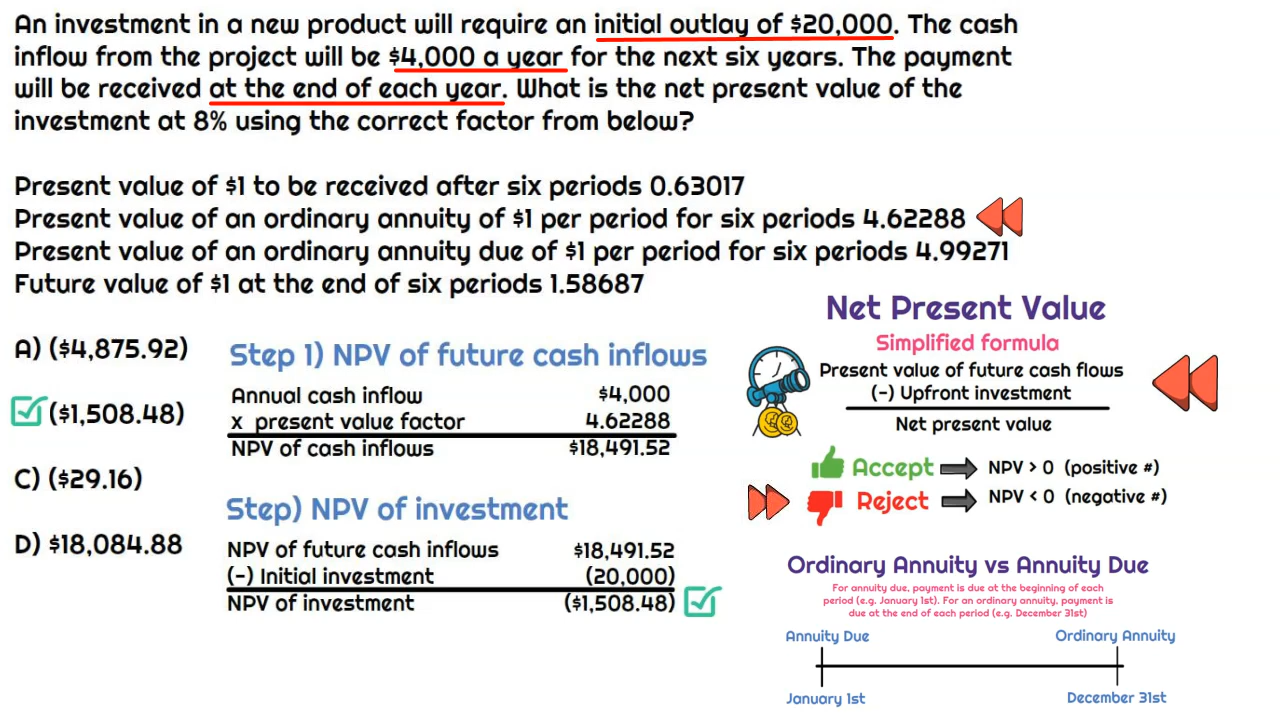 An investment in a new product will require an initial outlay of $20,000. The cash
inflow from the project will be $4,000 a year for the next six years. The payment
will be received at the end of each year. What is the net present value of the
investment at 8% using the correct factor from below?
Present value of $1 to be received after six periods 0.63017
Present value of an ordinary annuity of $1 per period for six periods 4.62288
Present value of an ordinary annuity due of $1 per period for six periods 4.99271
Future value of $1 at the end of six periods 1.58687
A) ($4,875.92)
($1,508.48)
C) ($29.16)
D) $18,084.88
Step 1) NPV of future cash inflows
Annual cash inflow $4,000
x present value factor 4.62288
NPV of cash inflows $18,491.52
Step) NPV of investment
NPV of future cash inflows $18,491.52
(-) Initial investment (20,000)
NPV of investment ($1,508.48)
Net Present Value
Simplified formula
Present value of future cash flows
(-) Upfront investment
Net present value
Accept NPV > 0 (positive #)
Reject NPV < 0 (negative #)
Ordinary Annuity vs Annuity Due
For annuity due, payment is due at the beginning of each
period (e.g. January 1st). For an ordinary annuity, payment is
due at the end of each period (e.g. December 31st)
Annuity Due Ordinary Annuity
January 1st December 31st